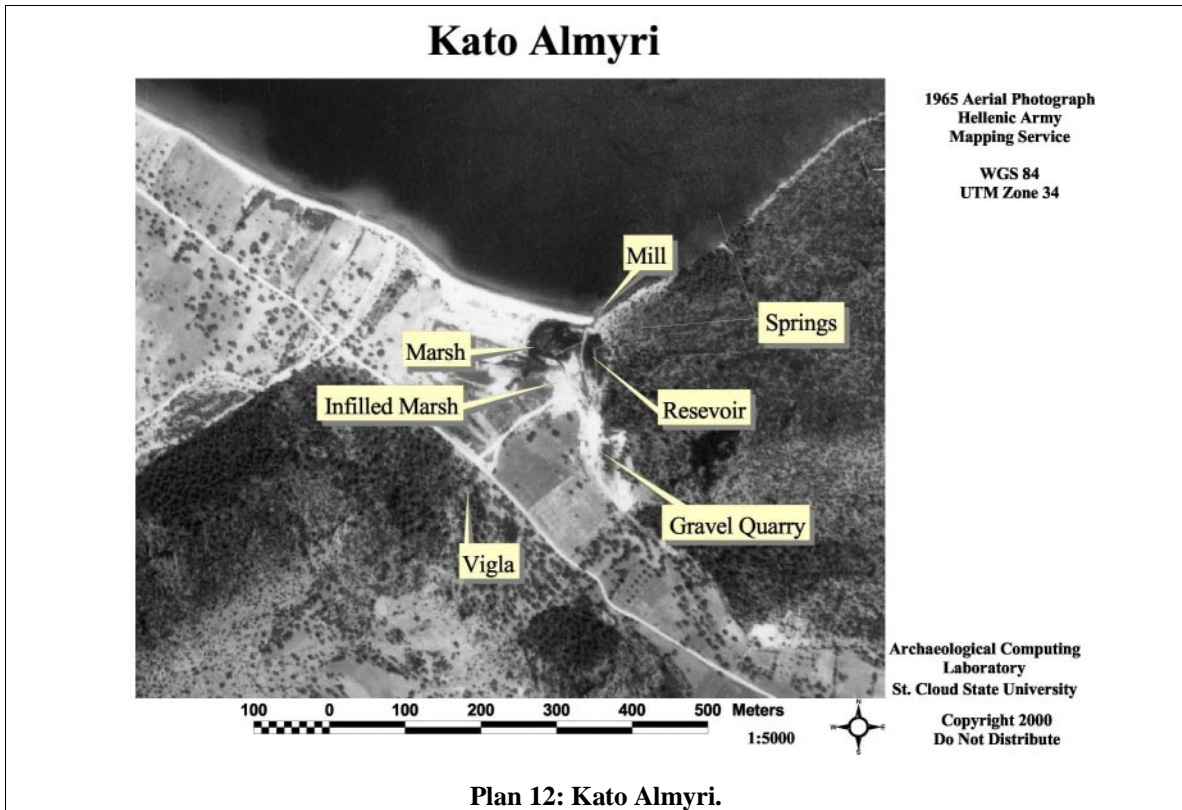 Kato Almyri
1965 Aerial Photograph
Hellenic Army
Mapping Service
WGS 84
UTM Zone 34
Mill
Springs
Marsh
Infilled Marsh
Resevoir
Gravel Quarry
Vigla
Archaeological Computing
Laboratory
St. Cloud State University
Copyright 2000
Do Not Distribute
100 0 100 200 300 400 500 Meters
1:5000
N
W E
S
Plan 12: Kato Almyri.